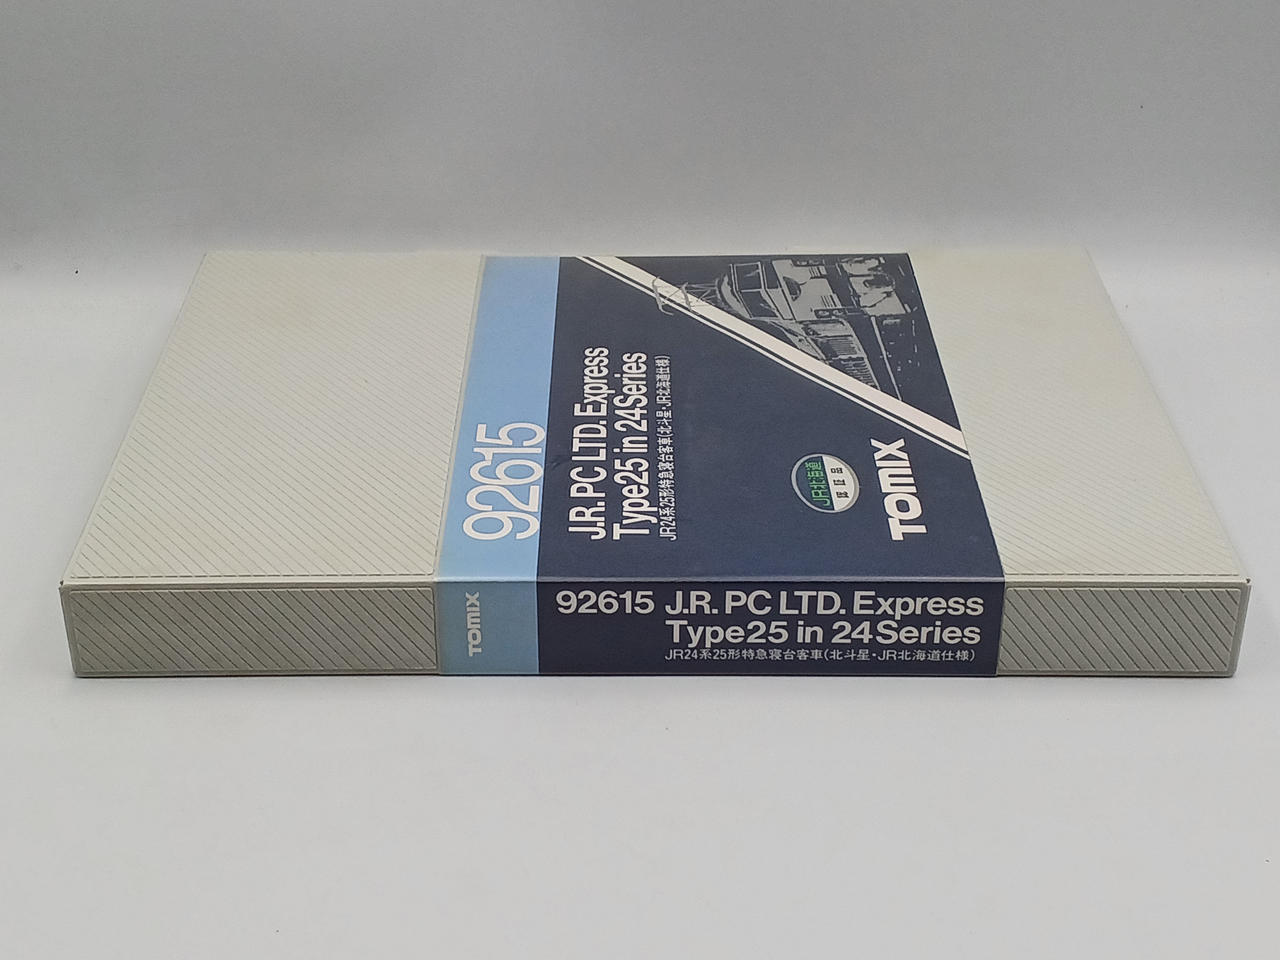 92615
J.R. PC LTD. Express
Type25 in 24Series
JR24系25形特急寝台客車(北斗星・JR北海道仕様)
JR北海道
認証品
TOMIX
TOMIX
92615 J.R. PC LTD. Express
Type25 in 24Series
JR24系25形特急寝台客車(北斗星・JR北海道仕様)